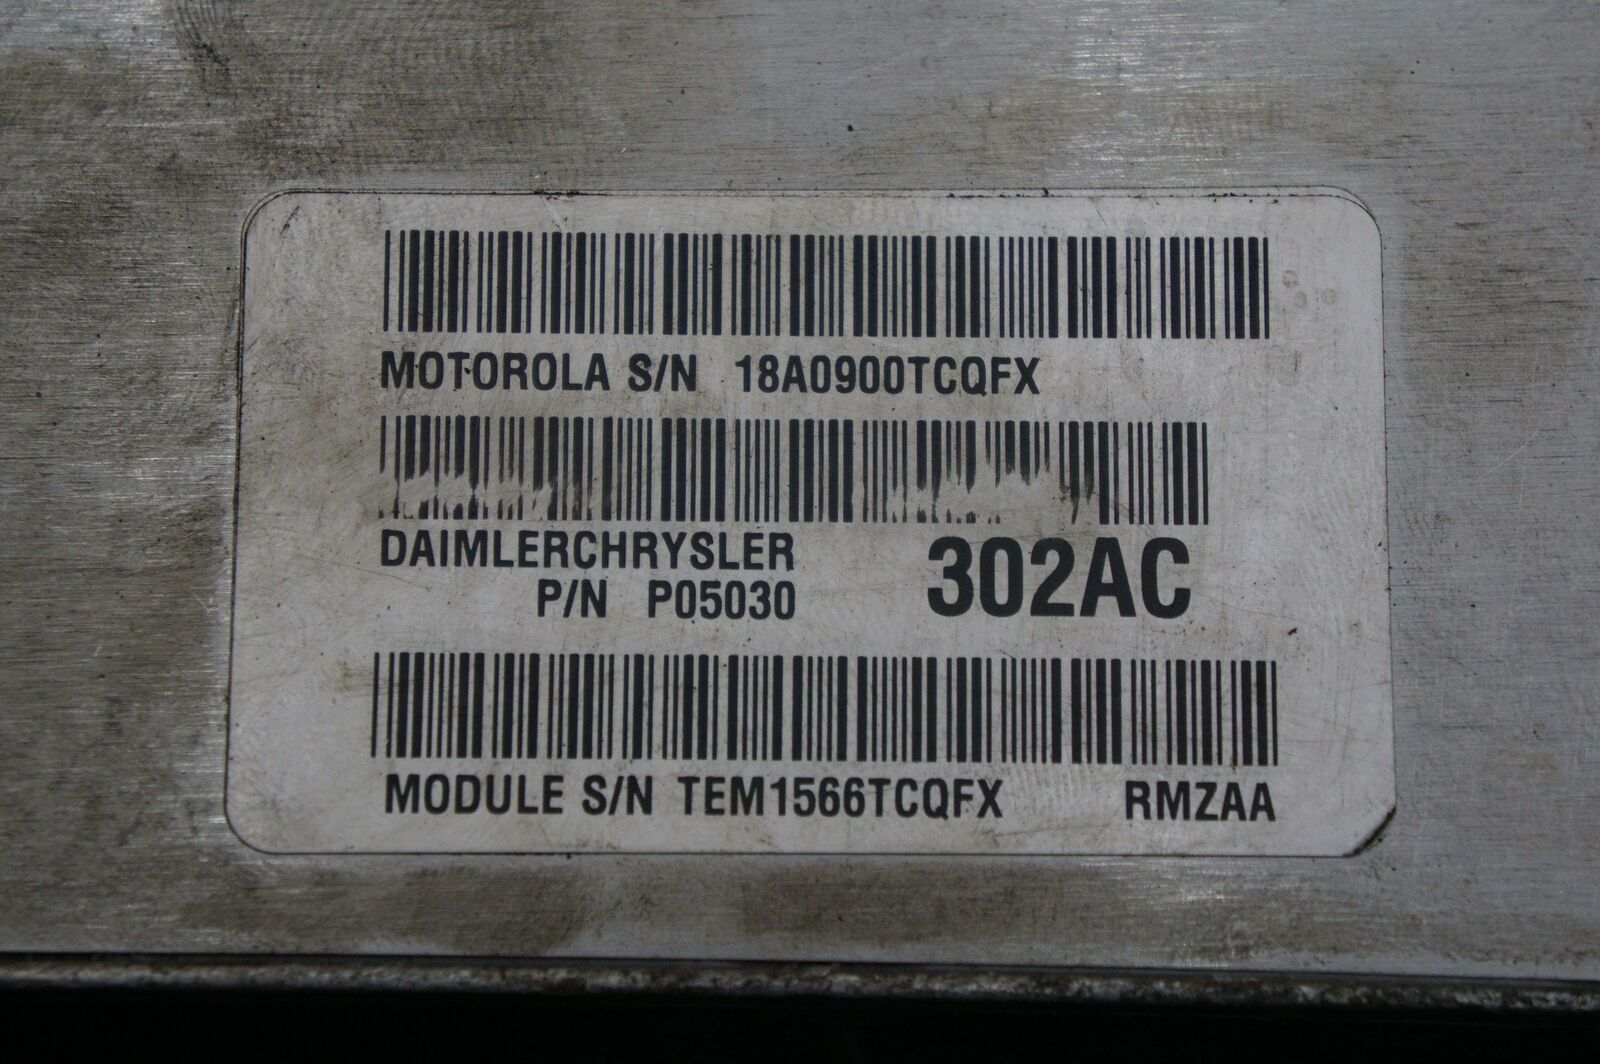 MOTOROLA S/N 18A0900TCQFX
DAIMLERCHRYSLER
P/N P05030 302AC
MODULE S/N TEM1566TCQFX RMZAA